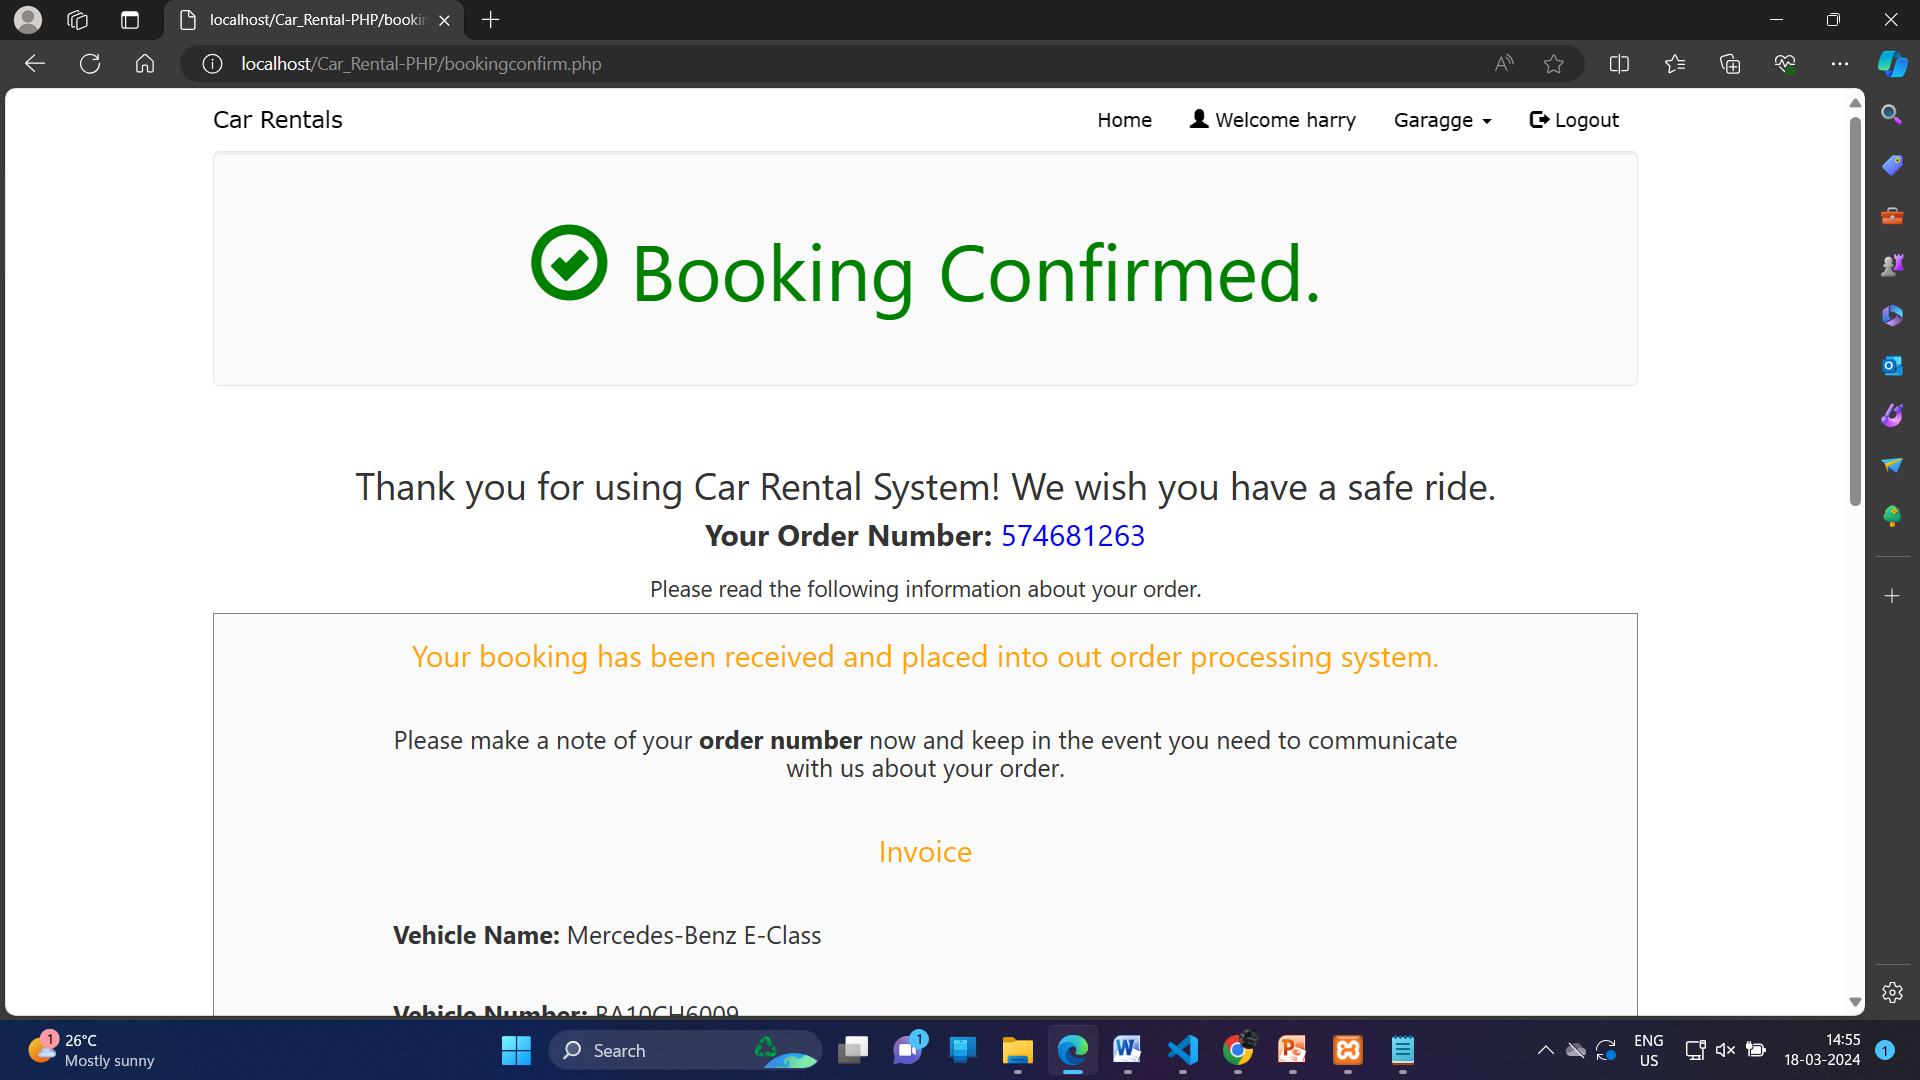 localhost/Car_Rental-PHP/bookin
localhost/Car_Rental-PHP/bookingconfirm.php
Car Rentals
Home
Welcome harry
Garagge
Logout
Booking Confirmed.
Thank you for using Car Rental System! We wish you have a safe ride.
Your Order Number: 574681263
Please read the following information about your order.
Your booking has been received and placed into out order processing system.
Please make a note of your order number now and keep in the event you need to communicate
with us about your order.
Invoice
Vehicle Name: Mercedes-Benz E-Class
Vehicle Number: BA10CH6009
1
26°C
Mostly sunny
Search
1
ENG
US
14:55
18-03-2024
1